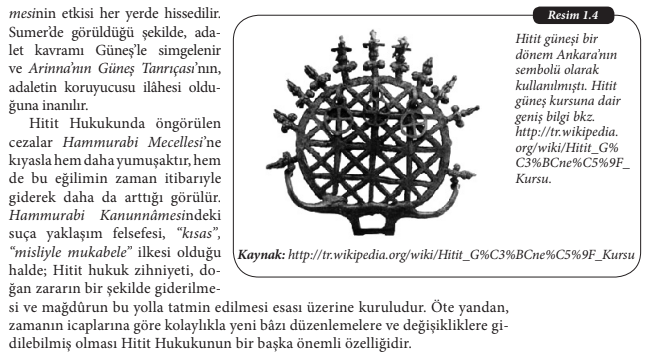 mesinin etkisi her yerde hissedilir.
Sumer'de görüldüğü şekilde, ada-
let kavramı Güneş'le simgelenir
ve Arinna'nın Güneş Tanrıçası'nın,
adaletin koruyucusu ilâhesi oldu-
ğuna inanılır.
Hitit Hukukunda öngörülen
cezalar Hammurabi Mecellesi'ne
kıyasla hem daha yumuşaktır, hem
de bu eğilimin zaman itibarıyle
giderek daha da arttığı görülür.
Hammurabi Kanunnâmesindeki
suça yaklaşım felsefesi, “kısas”,
“misliyle mukabele” ilkesi olduğu
halde; Hitit hukuk zihniyeti, do-
ğan zararın bir şekilde giderilme-
si ve mağdûrun bu yolla tatmin edilmesi esası üzerine kuruludur. Öte yandan,
zamanın icaplarına göre kolaylıkla yeni bâzı düzenlemelere ve değişikliklere gi-
dilebilmiş olması Hitit Hukukunun bir başka önemli özelliğidir.
Resim 1.4
Hitit güneşi bir
dönem Ankara'nın
sembolü olarak
kullanılmıştı. Hitit
güneş kursuna dair
geniş bilgi bkz.
http://tr.wikipedia.
org/wiki/Hitit_G%
C3%BCne%C5%9F_
Kursu.
Kaynak: http://tr.wikipedia.org/wiki/Hitit_G%C3%BCne%C5%9F_Kursu